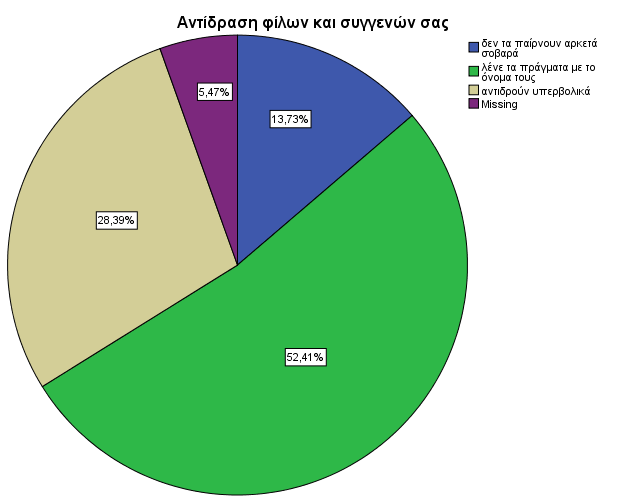 Αντίδραση φίλων και συγγενών σας
δεν τα παίρνουν αρκετά
σοβαρά
λένε τα πράγματα με το
όνομα τους
αντιδρούν υπερβολικά
Missing
5,47%
13,73%
28,39%
52,41%